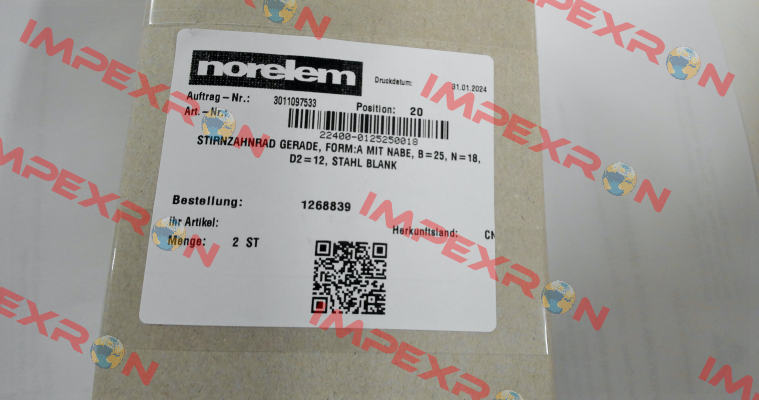 norelem
Druckdatum: 31.01.2024
Auftrag-Nr.: 3011097533 Position: 20
Art.-Nr.:
22400-0125250018
STIRNZAHNRAD GERADE, FORM:A MIT NABE, B=25, N=18,
D2=12, STAHL BLANK
Bestellung: 1268839
Ihr Artikel:
Herkunftsland: CN
Menge: 2 ST
IMPEXRON
IMPEXRON
IMPEXRON
IMPEXRON
IMPEXRON
IMPEXRON
IMPEXRON
IMPEXRON